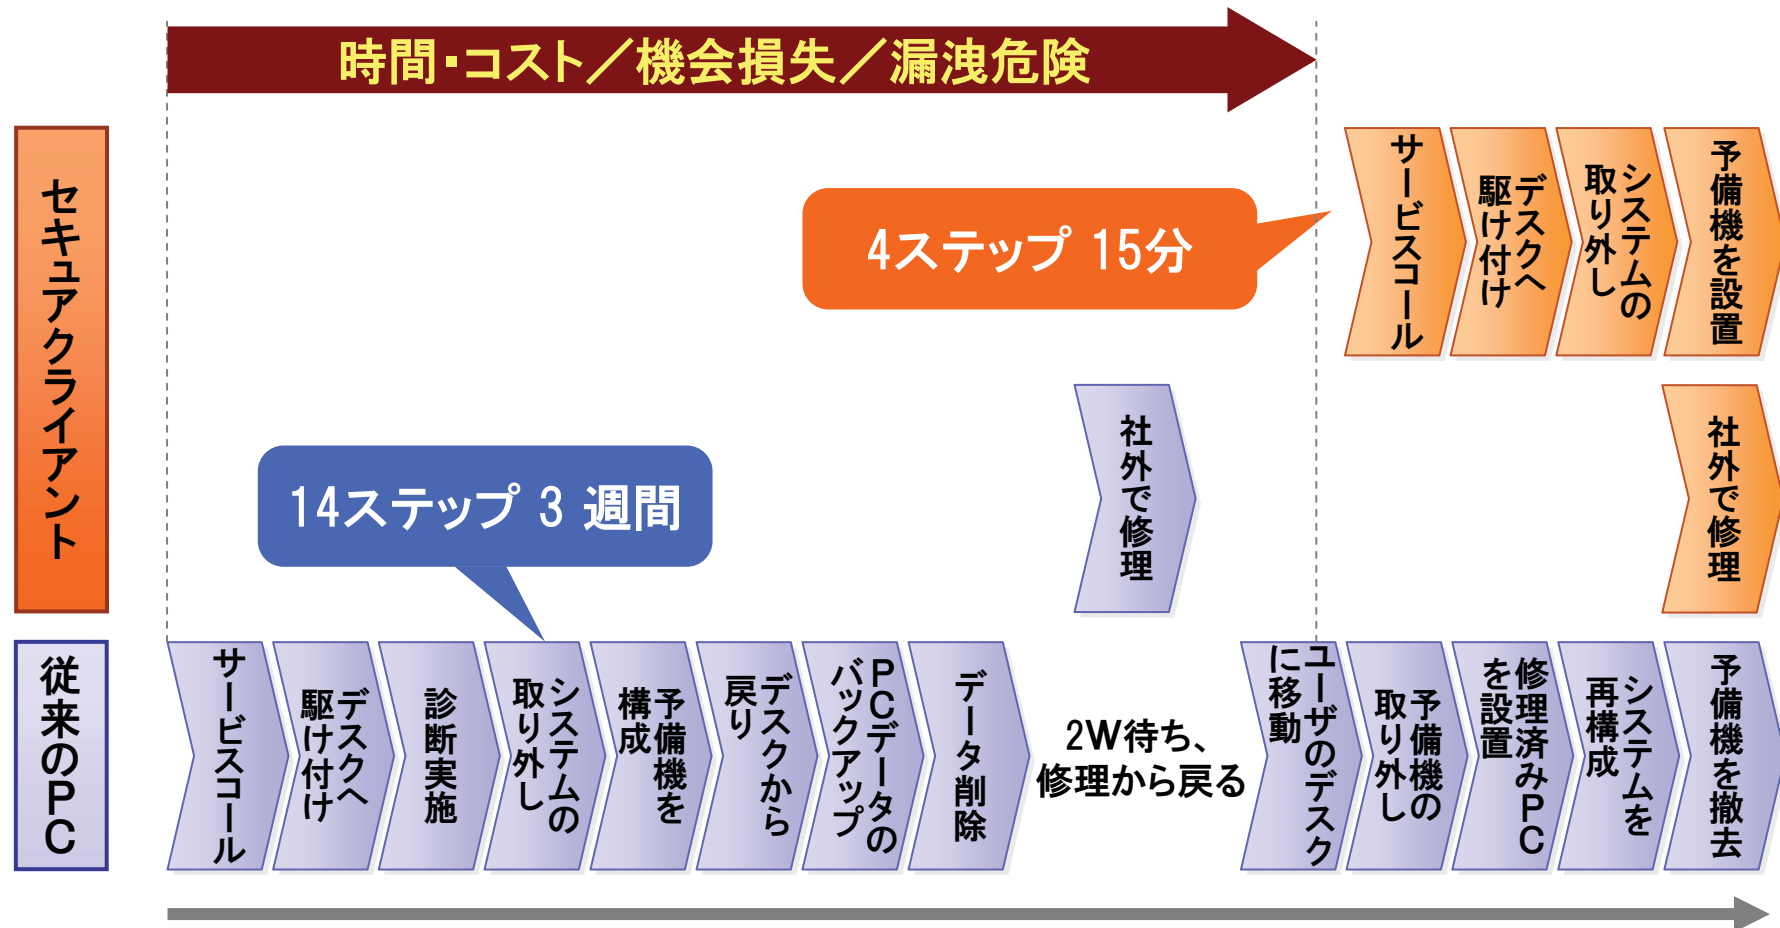 時間・コスト／機会損失／漏洩危険
セキュアクライアント
4ステップ 15分
サービスコール
デスクへ
駆け付け
システムの
取り外し
予備機を設置
社外で修理
社外で修理
14ステップ 3 週間
従来のPC
サービスコール
デスクへ
駆け付け
診断実施
システムの
取り外し
予備機を
構成
デスクから
戻り
PCデータの
バックアップ
データ削除
2W待ち、
修理から戻る
ユーザのデスク
に移動
予備機の
取り外し
修理済みPC
を設置
システムを
再構成
予備機を撤去